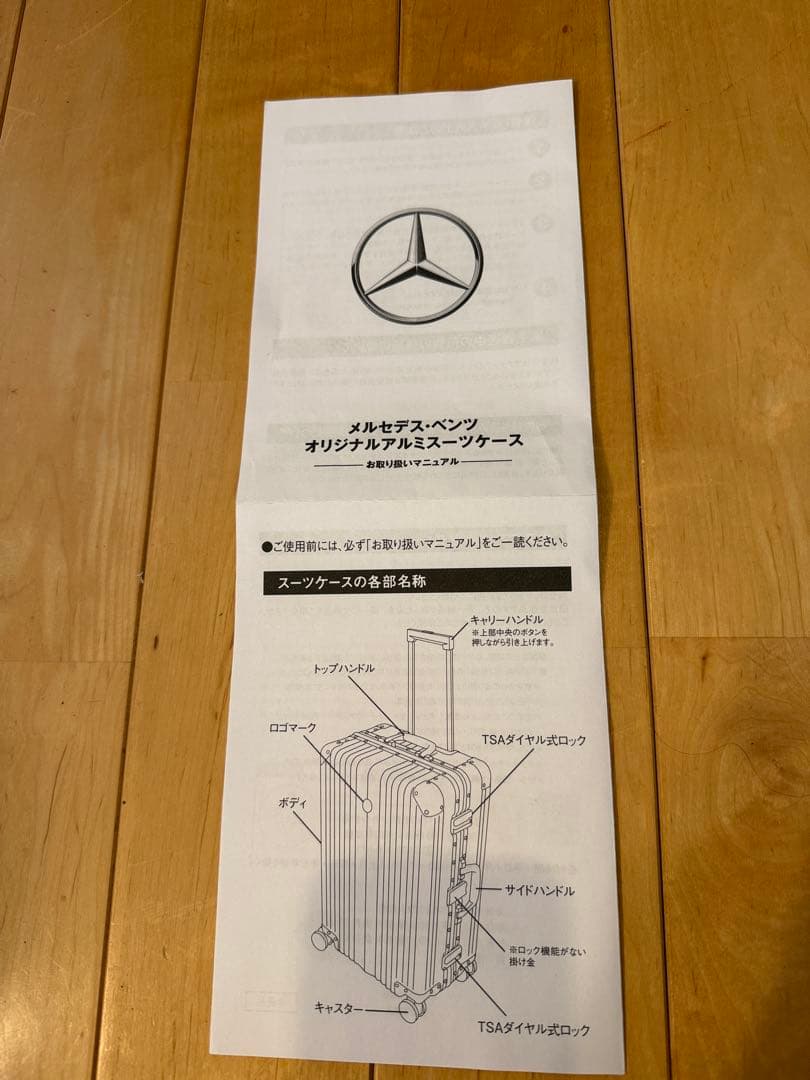 メルセデス・ベンツ
オリジナルアルミスーツケース
お取り扱いマニュアル
●ご使用前には、必ず「お取り扱いマニュアル」をご一読ください。
スーツケースの各部名称
キャリーハンドル
※上部中央のボタンを
押しながら引き上げます。
トップハンドル
ロゴマーク
TSAダイヤル式ロック
ボディ
サイドハンドル
※ロック機能がない
掛け金
キャスター
TSAダイヤル式ロック